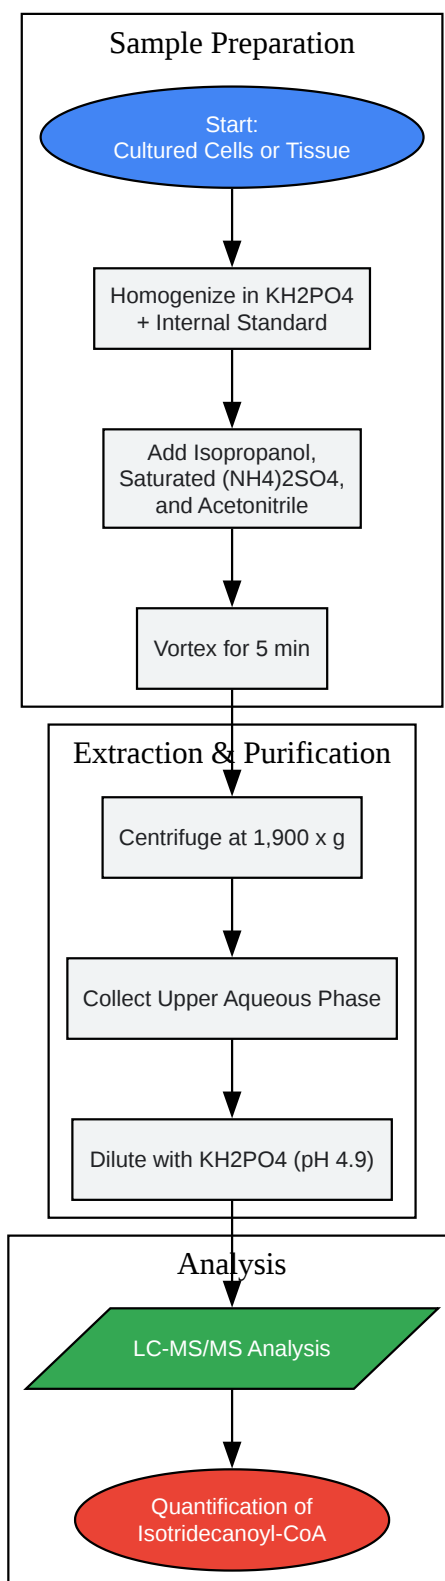 Sample Preparation
Start:
Cultured Cells or Tissue
Homogenize in KH2PO4
+ Internal Standard
Add Isopropanol,
Saturated (NH4)2SO4,
and Acetonitrile
Vortex for 5 min
Extraction & Purification
Centrifuge at 1,900 x g
Collect Upper Aqueous Phase
Dilute with KH2PO4 (pH 4.9)
Analysis
LC-MS/MS Analysis
Quantification of
Isotridecanoyl-CoA